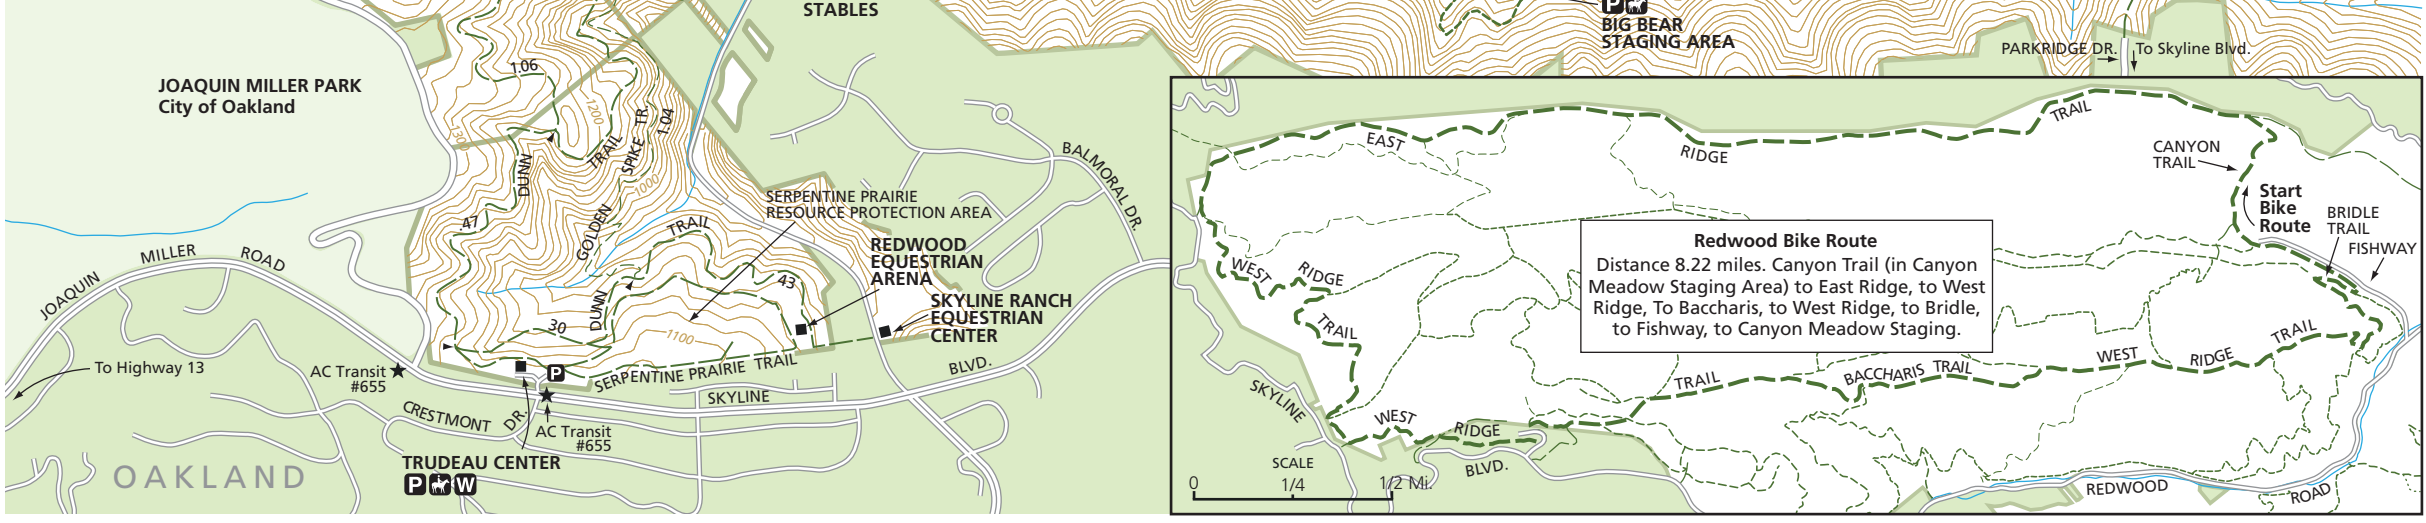 STABLES
P
BIG BEAR
STAGING AREA
PARKRIDGE DR.
To Skyline Blvd.
JOAQUIN MILLER PARK
City of Oakland
1.06
1200
1300
TRAIL
SPIKE TR.
1.04
DUNN
1000
.47
GOLDEN
TRAIL
DUNN
SERPENTINE PRAIRIE
RESOURCE PROTECTION AREA
BALMORAL DR.
REDWOOD
EQUESTRIAN
ARENA
.43
SKYLINE RANCH
EQUESTRIAN
CENTER
.30
1100
JOAQUIN MILLER ROAD
To Highway 13
AC Transit
#655
P
SERPENTINE PRAIRIE TRAIL
SKYLINE BLVD.
CRESTMONT DR.
AC Transit
#655
TRUDEAU CENTER
P W
OAKLAND
EAST RIDGE TRAIL
CANYON
TRAIL
Start
Bike
Route
BRIDLE
TRAIL
FISHWAY
WEST RIDGE TRAIL
Redwood Bike Route
Distance 8.22 miles. Canyon Trail (in Canyon
Meadow Staging Area) to East Ridge, to West
Ridge, To Baccharis, to West Ridge, to Bridle,
to Fishway, to Canyon Meadow Staging.
WEST RIDGE TRAIL
BACCHARIS TRAIL
WEST RIDGE TRAIL
SKYLINE BLVD.
SCALE
0 1/4 1/2 Mi.
REDWOOD ROAD